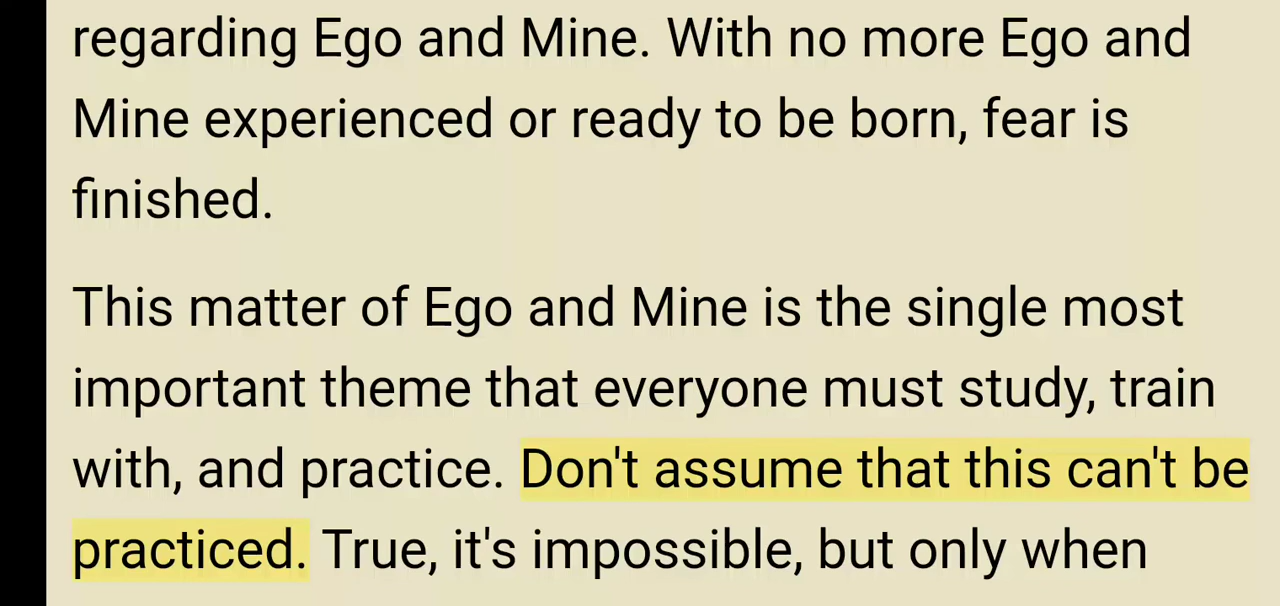 regarding Ego and Mine. With no more Ego and
Mine experienced or ready to be born, fear is
finished.
This matter of Ego and Mine is the single most
important theme that everyone must study, train
with, and practice. Don't assume that this can't be
practiced. True, it's impossible, but only when